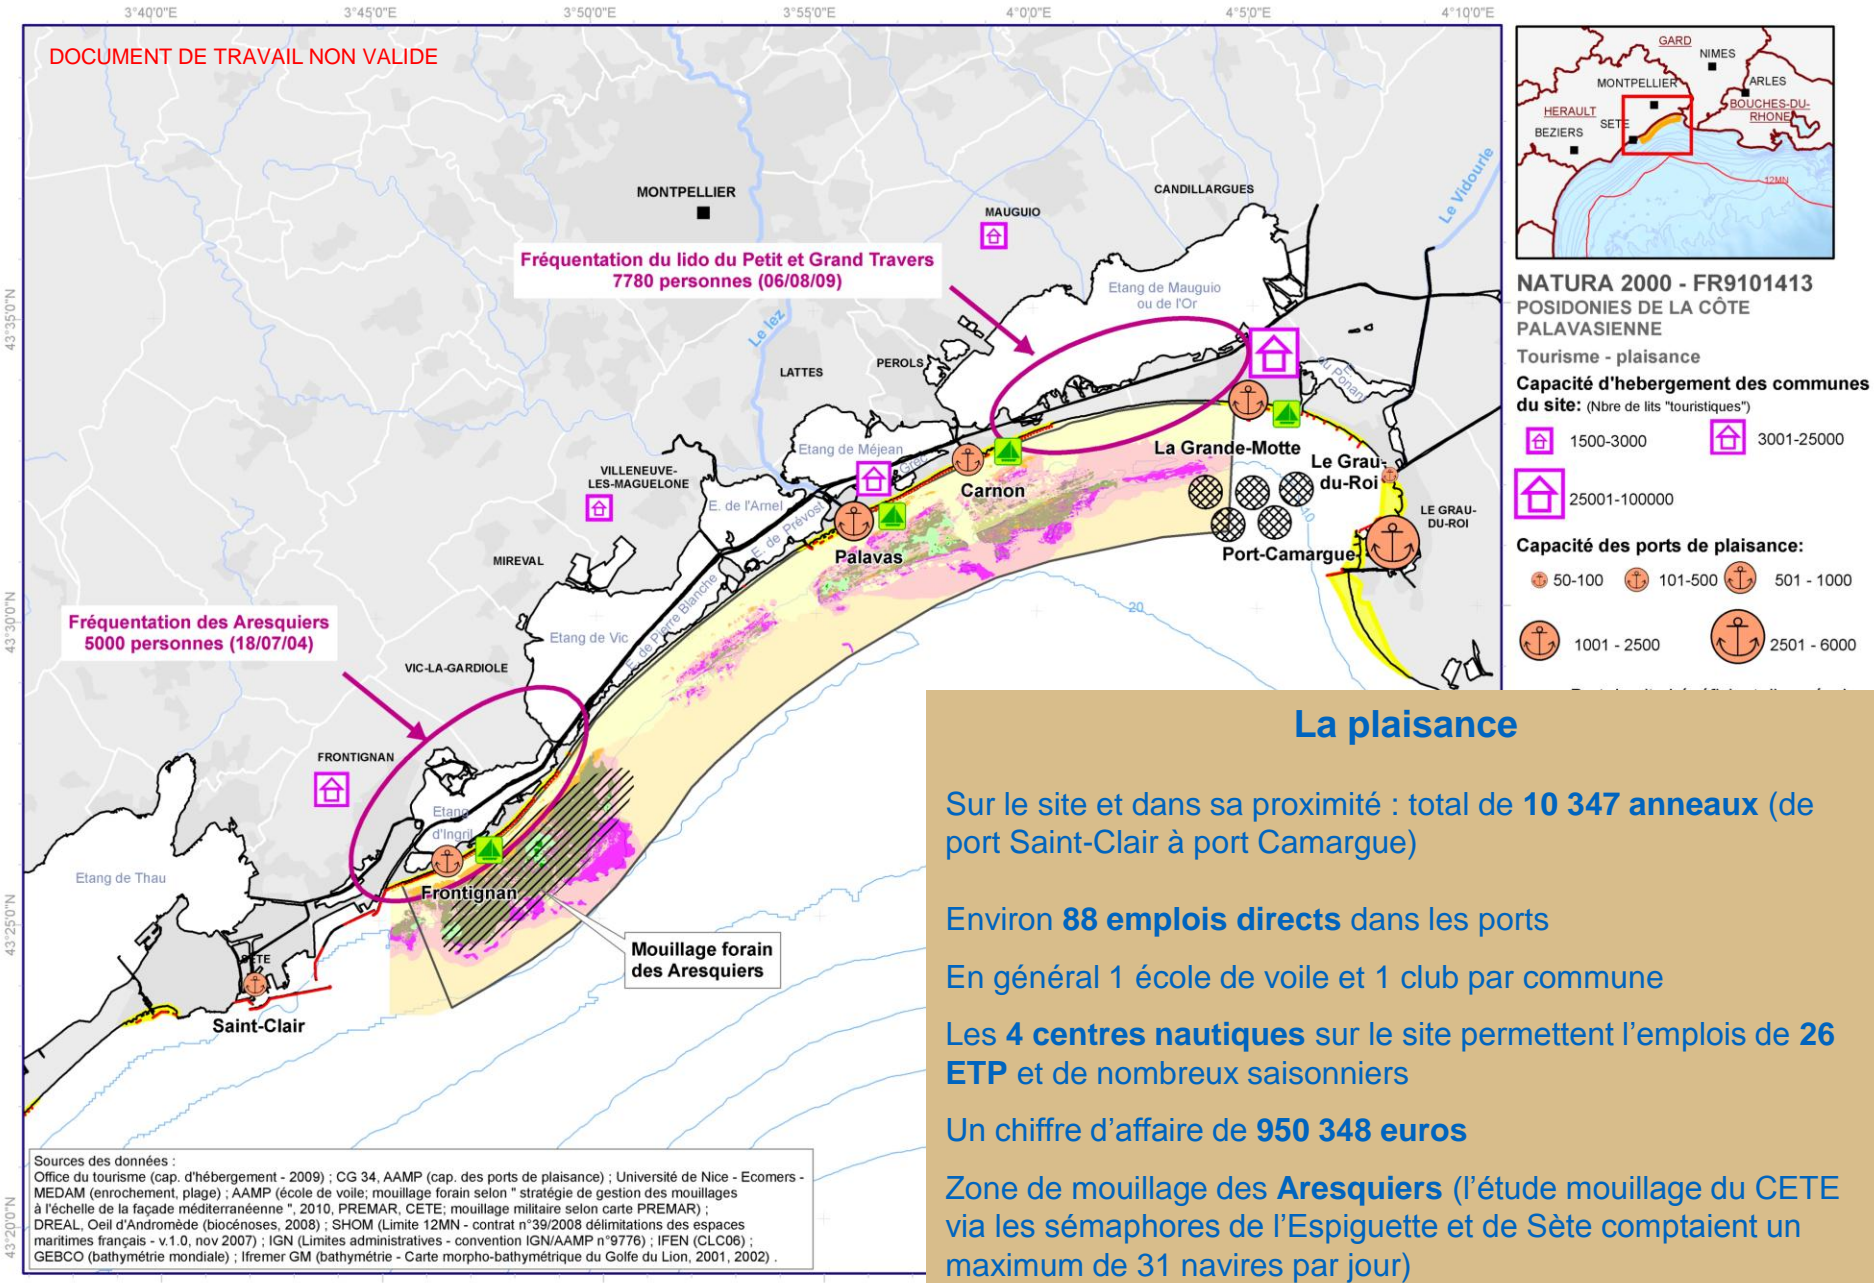 3°40'0"E
3°45'0"E
3°50'0"E
3°55'0"E
4°0'0"E
4°5'0"E
4°10'0"E
DOCUMENT DE TRAVAIL NON VALIDE
43°35'0"N
43°30'0"N
43°25'0"N
43°20'0"N
MONTPELLIER
CANDILLARGUES
MAUGUIO
Le Vidourle
Fréquentation du lido du Petit et Grand Travers
7780 personnes (06/08/09)
Etang de Mauguio
ou de l'Or
Le lez
PEROLS
LATTES
E.
du Ponant
Etang de Méjean
Grec
La Grande-Motte
Le Grau-
du-Roi
VILLENEUVE-
LES-MAGUELONE
Carnon
E. de l'Arnel
E. de Prévost
LE GRAU-
DU-ROI
10
Palavas
Port-Camargue
MIREVAL
E. de Pierre Blanche
20
Fréquentation des Aresquiers
5000 personnes (18/07/04)
Etang de Vic
VIC-LA-GARDIOLE
FRONTIGNAN
Etang
d'Ingril
Etang de Thau
Frontignan
Mouillage forain
des Aresquiers
SETE
Saint-Clair
Sources des données :
Office du tourisme (cap. d'hébergement - 2009) ; CG 34, AAMP (cap. des ports de plaisance) ; Université de Nice - Ecomers -
MEDAM (enrochement, plage) ; AAMP (école de voile; mouillage forain selon " stratégie de gestion des mouillages
à l'échelle de la façade méditerranéenne ", 2010, PREMAR, CETE; mouillage militaire selon carte PREMAR) ;
DREAL, Oeil d'Andromède (biocénoses, 2008) ; SHOM (Limite 12MN - contrat n°39/2008 délimitations des espaces
maritimes français - v.1.0, nov 2007) ; IGN (Limites administratives - convention IGN/AAMP n°9776) ; IFEN (CLC06) ;
GEBCO (bathymétrie mondiale) ; Ifremer GM (bathymétrie - Carte morpho-bathymétrique du Golfe du Lion, 2001, 2002) .
GARD
NIMES
MONTPELLIER
ARLES
HERAULT
BOUCHES-DU-
RHONE
SETE
BEZIERS
12MN
NATURA 2000 - FR9101413
POSIDONIES DE LA CÔTE
PALAVASIENNE
Tourisme - plaisance
Capacité d'hebergement des communes
du site: (Nbre de lits "touristiques")
1500-3000
3001-25000
25001-100000
Capacité des ports de plaisance:
50-100
101-500
501 - 1000
1001 - 2500
2501 - 6000
La plaisance
Sur le site et dans sa proximité : total de 10 347 anneaux (de
port Saint-Clair à port Camargue)
Environ 88 emplois directs dans les ports
En général 1 école de voile et 1 club par commune
Les 4 centres nautiques sur le site permettent l'emplois de 26
ETP et de nombreux saisonniers
Un chiffre d'affaire de 950 348 euros
Zone de mouillage des Aresquiers (l'étude mouillage du CETE
via les sémaphores de l'Espiguette et de Sète comptaient un
maximum de 31 navires par jour)